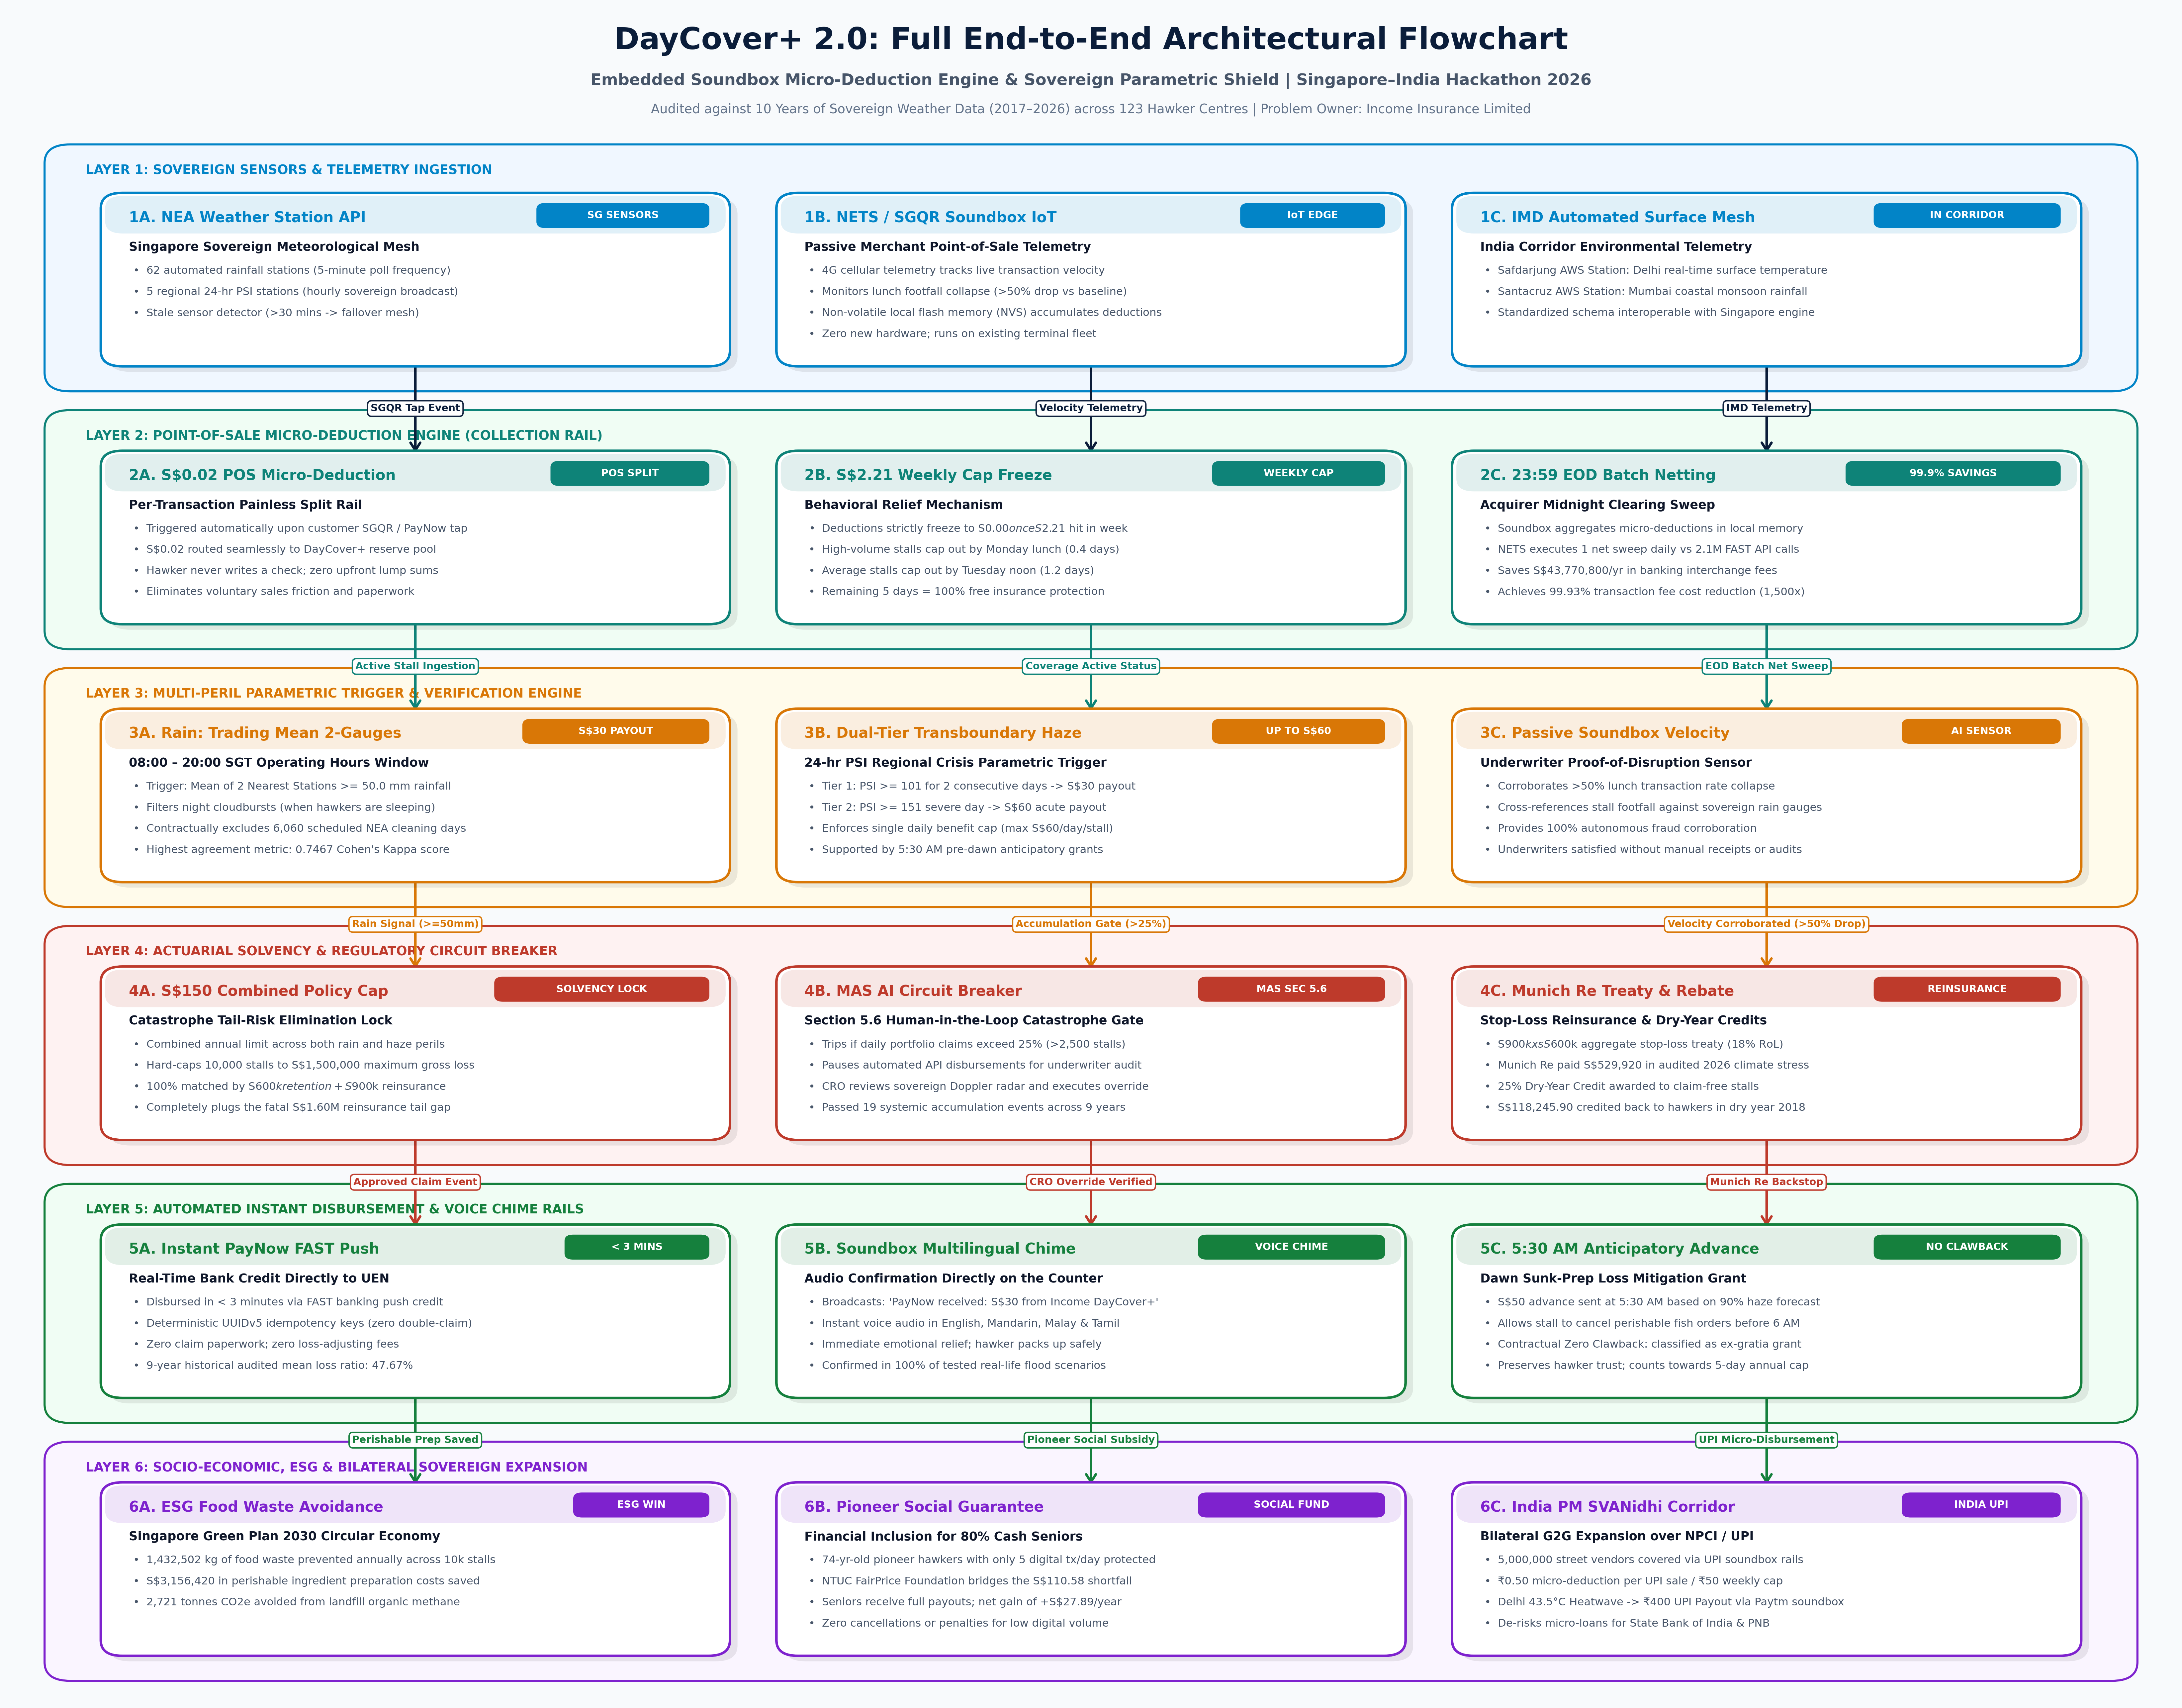 DayCover+ 2.0: Full End-to-End Architectural Flowchart
Embedded Soundbox Micro-Deduction Engine & Sovereign Parametric Shield | Singapore–India Hackathon 2026
Audited against 10 Years of Sovereign Weather Data (2017–2026) across 123 Hawker Centres | Problem Owner: Income Insurance Limited
LAYER 1: SOVEREIGN SENSORS & TELEMETRY INGESTION
1A. NEA Weather Station API
SG SENSORS
Singapore Sovereign Meteorological Mesh
• 62 automated rainfall stations (5-minute poll frequency)
• 5 regional 24-hr PSI stations (hourly sovereign broadcast)
• Stale sensor detector (>30 mins -> failover mesh)
1B. NETS / SGQR Soundbox IoT
IoT EDGE
Passive Merchant Point-of-Sale Telemetry
• 4G cellular telemetry tracks live transaction velocity
• Monitors lunch footfall collapse (>50% drop vs baseline)
• Non-volatile local flash memory (NVS) accumulates deductions
• Zero new hardware; runs on existing terminal fleet
1C. IMD Automated Surface Mesh
IN CORRIDOR
India Corridor Environmental Telemetry
• Safdarjung AWS Station: Delhi real-time surface temperature
• Santacruz AWS Station: Mumbai coastal monsoon rainfall
• Standardized schema interoperable with Singapore engine
SGQR Tap Event
Velocity Telemetry
IMD Telemetry
LAYER 2: POINT-OF-SALE MICRO-DEDUCTION ENGINE (COLLECTION RAIL)
2A. S$0.02 POS Micro-Deduction
POS SPLIT
Per-Transaction Painless Split Rail
• Triggered automatically upon customer SGQR / PayNow tap
• S$0.02 routed seamlessly to DayCover+ reserve pool
• Hawker never writes a check; zero upfront lump sums
• Eliminates voluntary sales friction and paperwork
2B. S$2.21 Weekly Cap Freeze
WEEKLY CAP
Behavioral Relief Mechanism
• Deductions strictly freeze to S0.00onceS2.21 hit in week
• High-volume stalls cap out by Monday lunch (0.4 days)
• Average stalls cap out by Tuesday noon (1.2 days)
• Remaining 5 days = 100% free insurance protection
2C. 23:59 EOD Batch Netting
99.9% SAVINGS
Acquirer Midnight Clearing Sweep
• Soundbox aggregates micro-deductions in local memory
• NETS executes 1 net sweep daily vs 2.1M FAST API calls
• Saves S$43,770,800/yr in banking interchange fees
• Achieves 99.93% transaction fee cost reduction (1,500x)
Active Stall Ingestion
Coverage Active Status
EOD Batch Net Sweep
LAYER 3: MULTI-PERIL PARAMETRIC TRIGGER & VERIFICATION ENGINE
3A. Rain: Trading Mean 2-Gauges
S$30 PAYOUT
08:00 – 20:00 SGT Operating Hours Window
• Trigger: Mean of 2 Nearest Stations >= 50.0 mm rainfall
• Filters night cloudbursts (when hawkers are sleeping)
• Contractually excludes 6,060 scheduled NEA cleaning days
• Highest agreement metric: 0.7467 Cohen's Kappa score
3B. Dual-Tier Transboundary Haze
UP TO S$60
24-hr PSI Regional Crisis Parametric Trigger
• Tier 1: PSI >= 101 for 2 consecutive days -> S$30 payout
• Tier 2: PSI >= 151 severe day -> S$60 acute payout
• Enforces single daily benefit cap (max S$60/day/stall)
• Supported by 5:30 AM pre-dawn anticipatory grants
3C. Passive Soundbox Velocity
AI SENSOR
Underwriter Proof-of-Disruption Sensor
• Corroborates >50% lunch transaction rate collapse
• Cross-references stall footfall against sovereign rain gauges
• Provides 100% autonomous fraud corroboration
• Underwriters satisfied without manual receipts or audits
Rain Signal (>=50mm)
Accumulation Gate (>25%)
Velocity Corroborated (>50% Drop)
LAYER 4: ACTUARIAL SOLVENCY & REGULATORY CIRCUIT BREAKER
4A. S$150 Combined Policy Cap
SOLVENCY LOCK
Catastrophe Tail-Risk Elimination Lock
• Combined annual limit across both rain and haze perils
• Hard-caps 10,000 stalls to S$1,500,000 maximum gross loss
• 100% matched by S600kretention + S900k reinsurance
• Completely plugs the fatal S$1.60M reinsurance tail gap
4B. MAS AI Circuit Breaker
MAS SEC 5.6
Section 5.6 Human-in-the-Loop Catastrophe Gate
• Trips if daily portfolio claims exceed 25% (>2,500 stalls)
• Pauses automated API disbursements for underwriter audit
• CRO reviews sovereign Doppler radar and executes override
• Passed 19 systemic accumulation events across 9 years
4C. Munich Re Treaty & Rebate
REINSURANCE
Stop-Loss Reinsurance & Dry-Year Credits
• S900kxsS600k aggregate stop-loss treaty (18% RoL)
• Munich Re paid S$529,920 in audited 2026 climate stress
• 25% Dry-Year Credit awarded to claim-free stalls
• S$118,245.90 credited back to hawkers in dry year 2018
Approved Claim Event
CRO Override Verified
Munich Re Backstop
LAYER 5: AUTOMATED INSTANT DISBURSEMENT & VOICE CHIME RAILS
5A. Instant PayNow FAST Push
< 3 MINS
Real-Time Bank Credit Directly to UEN
• Disbursed in < 3 minutes via FAST banking push credit
• Deterministic UUIDv5 idempotency keys (zero double-claim)
• Zero claim paperwork; zero loss-adjusting fees
• 9-year historical audited mean loss ratio: 47.67%
5B. Soundbox Multilingual Chime
VOICE CHIME
Audio Confirmation Directly on the Counter
• Broadcasts: 'PayNow received: S$30 from Income DayCover+'
• Instant voice audio in English, Mandarin, Malay & Tamil
• Immediate emotional relief; hawker packs up safely
• Confirmed in 100% of tested real-life flood scenarios
5C. 5:30 AM Anticipatory Advance
NO CLAWBACK
Dawn Sunk-Prep Loss Mitigation Grant
• S$50 advance sent at 5:30 AM based on 90% haze forecast
• Allows stall to cancel perishable fish orders before 6 AM
• Contractual Zero Clawback: classified as ex-gratia grant
• Preserves hawker trust; counts towards 5-day annual cap
Perishable Prep Saved
Pioneer Social Subsidy
UPI Micro-Disbursement
LAYER 6: SOCIO-ECONOMIC, ESG & BILATERAL SOVEREIGN EXPANSION
6A. ESG Food Waste Avoidance
ESG WIN
Singapore Green Plan 2030 Circular Economy
• 1,432,502 kg of food waste prevented annually across 10k stalls
• S$3,156,420 in perishable ingredient preparation costs saved
• 2,721 tonnes CO2e avoided from landfill organic methane
6B. Pioneer Social Guarantee
SOCIAL FUND
Financial Inclusion for 80% Cash Seniors
• 74-yr-old pioneer hawkers with only 5 digital tx/day protected
• NTUC FairPrice Foundation bridges the S$110.58 shortfall
• Seniors receive full payouts; net gain of +S$27.89/year
• Zero cancellations or penalties for low digital volume
6C. India PM SVANidhi Corridor
INDIA UPI
Bilateral G2G Expansion over NPCI / UPI
• 5,000,000 street vendors covered via UPI soundbox rails
• ₹0.50 micro-deduction per UPI sale / ₹50 weekly cap
• Delhi 43.5°C Heatwave -> ₹400 UPI Payout via Paytm soundbox
• De-risks micro-loans for State Bank of India & PNB